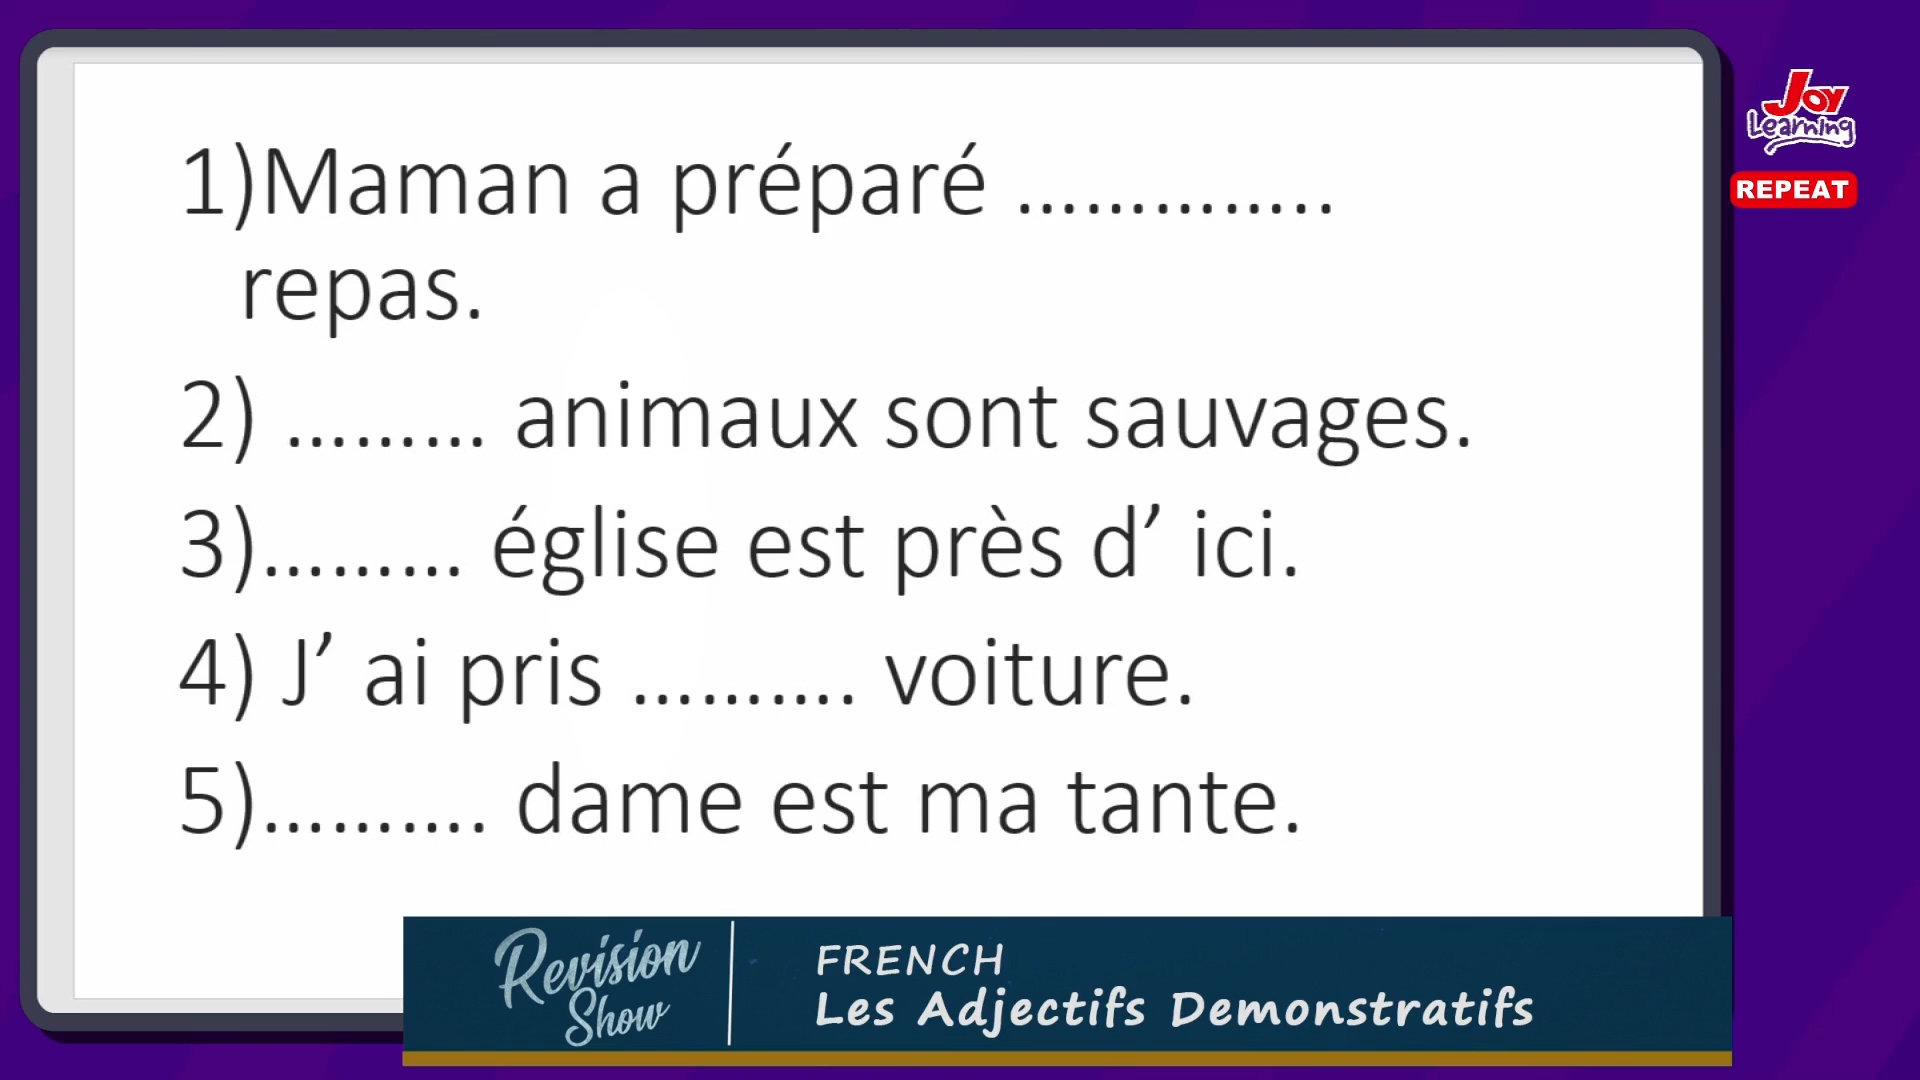 1)Maman a préparé ..............
repas.
2) ......... animaux sont sauvages.
3)......... église est près d’ ici.
4) J’ ai pris .......... voiture.
5).......... dame est ma tante.
Joy
Learning
REPEAT
Revision
Show
FRENCH
Les Adjectifs Demonstratifs